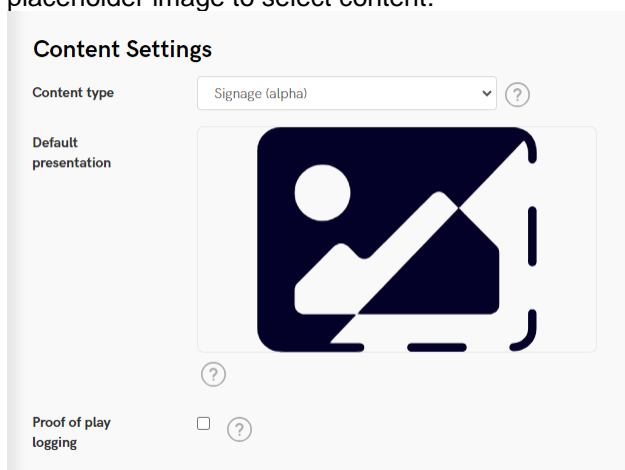 placeholder image to select content.
Content Settings
Content type
Signage (alpha)
?
Default
presentation
?
Proof of play
logging
?